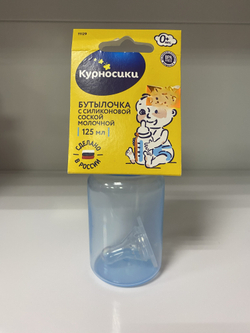 0+
Курносики
БУТЫЛОЧКА
С СИЛИКОНОВОЙ
СОСКОЙ
МОЛОЧНОЙ
125 мл
СДЕЛАНО
В РОССИИ